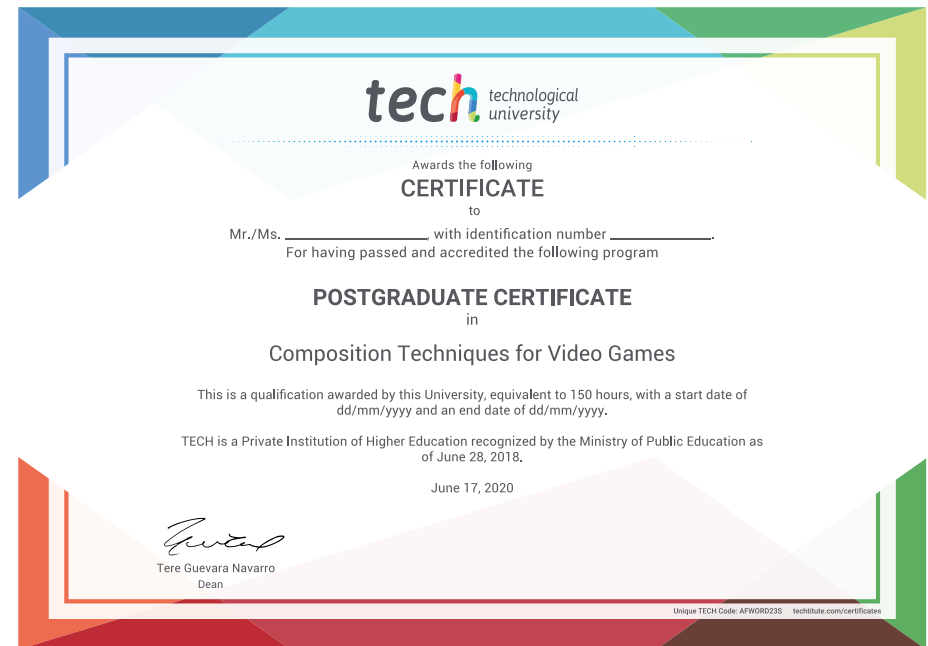 tech technological
university
Awards the following
CERTIFICATE
to
Mr./Ms. ____________________, with identification number ______________.
For having passed and accredited the following program
POSTGRADUATE CERTIFICATE
in
Composition Techniques for Video Games
This is a qualification awarded by this University, equivalent to 150 hours, with a start date of
dd/mm/yyyy and an end date of dd/mm/yyyy.
TECH is a Private Institution of Higher Education recognized by the Ministry of Public Education as
of June 28, 2018.
June 17, 2020
Tere Guevara Navarro
Dean
Unique TECH Code: AFWORD23S techtitute.com/certificates